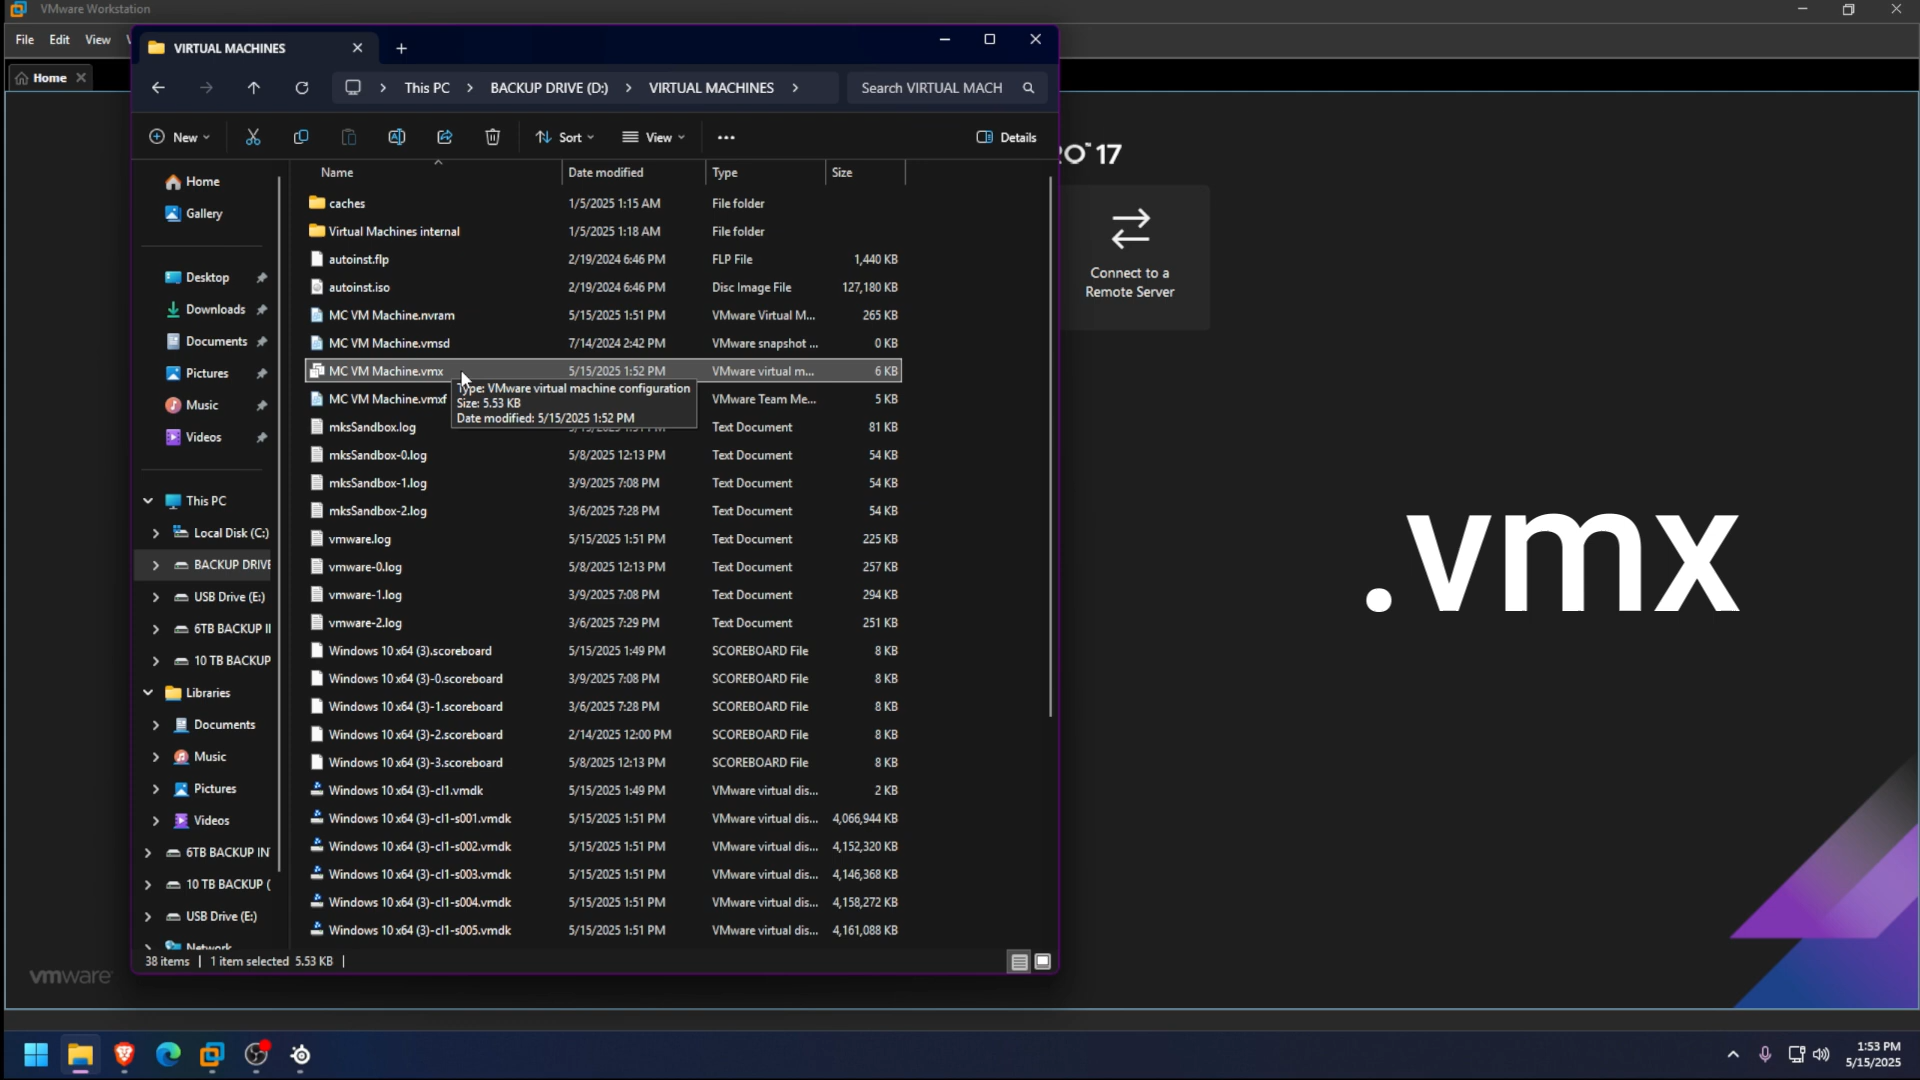 VMware Workstation
File Edit View
Home
VIRTUAL MACHINES
This PC BACKUP DRIVE (D:) VIRTUAL MACHINES
Search VIRTUAL MACH
New Sort View Details
Name Date modified Type Size
caches 1/5/2025 1:15 AM File folder
Virtual Machines internal 1/5/2025 1:18 AM File folder
autoinst.flp 2/19/2024 6:46 PM FLP File 1,440 KB
autoinst.iso 2/19/2024 6:46 PM Disc Image File 127,180 KB
MC VM Machine.nvram 5/15/2025 1:51 PM VMware Virtual M... 265 KB
MC VM Machine.vmsd 7/14/2024 2:42 PM VMware snapshot ... 0 KB
MC VM Machine.vmx 5/15/2025 1:52 PM VMware virtual m... 6 KB
MC VM Machine.vmxf VMware Team Me... 5 KB
Type: VMware virtual machine configuration
Size: 5.53 KB
Date modified: 5/15/2025 1:52 PM
mksSandbox.log Text Document 81 KB
mksSandbox-0.log 5/8/2025 12:13 PM Text Document 54 KB
mksSandbox-1.log 3/9/2025 7:08 PM Text Document 54 KB
mksSandbox-2.log 3/6/2025 7:28 PM Text Document 54 KB
vmware.log 5/15/2025 1:51 PM Text Document 225 KB
vmware-0.log 5/8/2025 12:13 PM Text Document 257 KB
vmware-1.log 3/9/2025 7:08 PM Text Document 294 KB
vmware-2.log 3/6/2025 7:29 PM Text Document 251 KB
Windows 10 x64 (3).scoreboard 5/15/2025 1:49 PM SCOREBOARD File 8 KB
Windows 10 x64 (3)-0.scoreboard 3/9/2025 7:08 PM SCOREBOARD File 8 KB
Windows 10 x64 (3)-1.scoreboard 3/6/2025 7:28 PM SCOREBOARD File 8 KB
Windows 10 x64 (3)-2.scoreboard 2/14/2025 12:00 PM SCOREBOARD File 8 KB
Windows 10 x64 (3)-3.scoreboard 5/8/2025 12:13 PM SCOREBOARD File 8 KB
Windows 10 x64 (3)-cl1.vmdk 5/15/2025 1:49 PM VMware virtual dis... 2 KB
Windows 10 x64 (3)-cl1-s001.vmdk 5/15/2025 1:51 PM VMware virtual dis... 4,066,944 KB
Windows 10 x64 (3)-cl1-s002.vmdk 5/15/2025 1:51 PM VMware virtual dis... 4,152,320 KB
Windows 10 x64 (3)-cl1-s003.vmdk 5/15/2025 1:51 PM VMware virtual dis... 4,146,368 KB
Windows 10 x64 (3)-cl1-s004.vmdk 5/15/2025 1:51 PM VMware virtual dis... 4,158,272 KB
Windows 10 x64 (3)-cl1-s005.vmdk 5/15/2025 1:51 PM VMware virtual dis... 4,161,088 KB
Home
Gallery
Desktop
Downloads
Documents
Pictures
Music
Videos
This PC
Local Disk (C:)
BACKUP DRIVE
USB Drive (E:)
6TB BACKUP II
10 TB BACKUP
Libraries
Documents
Music
Pictures
Videos
6TB BACKUP IN
10 TB BACKUP (
USB Drive (E:)
Network
38 items 1 item selected 5.53 KB
O™ 17
Connect to a
Remote Server
.vmx
vmware
1:53 PM
5/15/2025